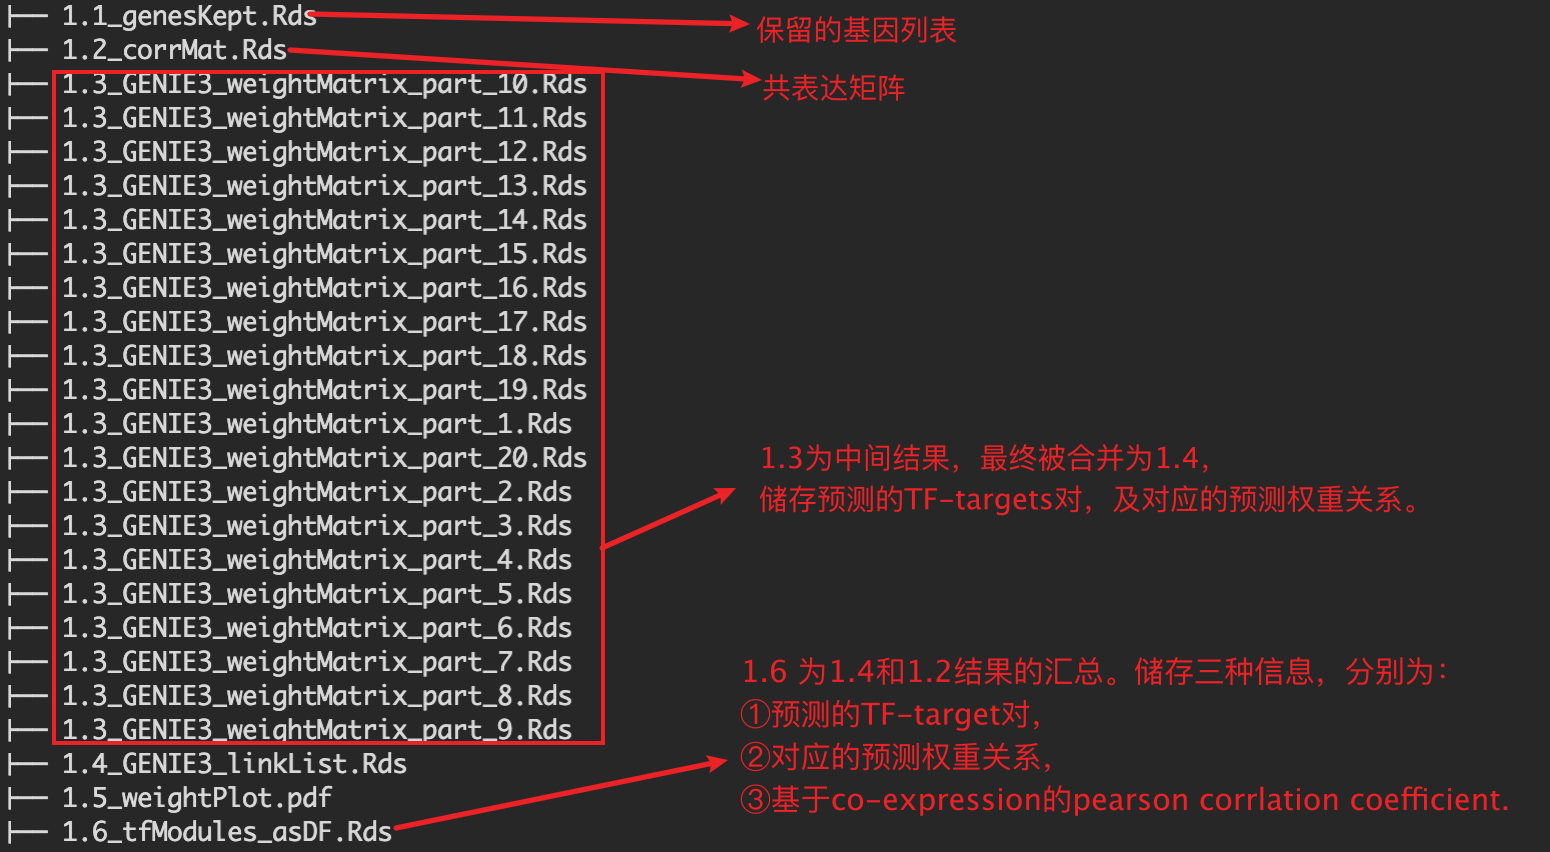 ├── 1.1_genesKept.Rds
保留的基因列表
├── 1.2_corrMat.Rds
共表达矩阵
├── 1.3_GENIE3_weightMatrix_part_10.Rds
├── 1.3_GENIE3_weightMatrix_part_11.Rds
├── 1.3_GENIE3_weightMatrix_part_12.Rds
├── 1.3_GENIE3_weightMatrix_part_13.Rds
├── 1.3_GENIE3_weightMatrix_part_14.Rds
├── 1.3_GENIE3_weightMatrix_part_15.Rds
├── 1.3_GENIE3_weightMatrix_part_16.Rds
├── 1.3_GENIE3_weightMatrix_part_17.Rds
├── 1.3_GENIE3_weightMatrix_part_18.Rds
├── 1.3_GENIE3_weightMatrix_part_19.Rds
├── 1.3_GENIE3_weightMatrix_part_1.Rds
├── 1.3_GENIE3_weightMatrix_part_20.Rds
├── 1.3_GENIE3_weightMatrix_part_2.Rds
├── 1.3_GENIE3_weightMatrix_part_3.Rds
├── 1.3_GENIE3_weightMatrix_part_4.Rds
├── 1.3_GENIE3_weightMatrix_part_5.Rds
├── 1.3_GENIE3_weightMatrix_part_6.Rds
├── 1.3_GENIE3_weightMatrix_part_7.Rds
├── 1.3_GENIE3_weightMatrix_part_8.Rds
├── 1.3_GENIE3_weightMatrix_part_9.Rds
1.3为中间结果，最终被合并为1.4，
储存预测的TF-targets对，及对应的预测权重关系。
├── 1.4_GENIE3_linkList.Rds
├── 1.5_weightPlot.pdf
├── 1.6_tfModules_asDF.Rds
1.6 为1.4和1.2结果的汇总。储存三种信息，分别为：
①预测的TF-target对，
②对应的预测权重关系，
③基于co-expression的pearson corrlation coefficient.